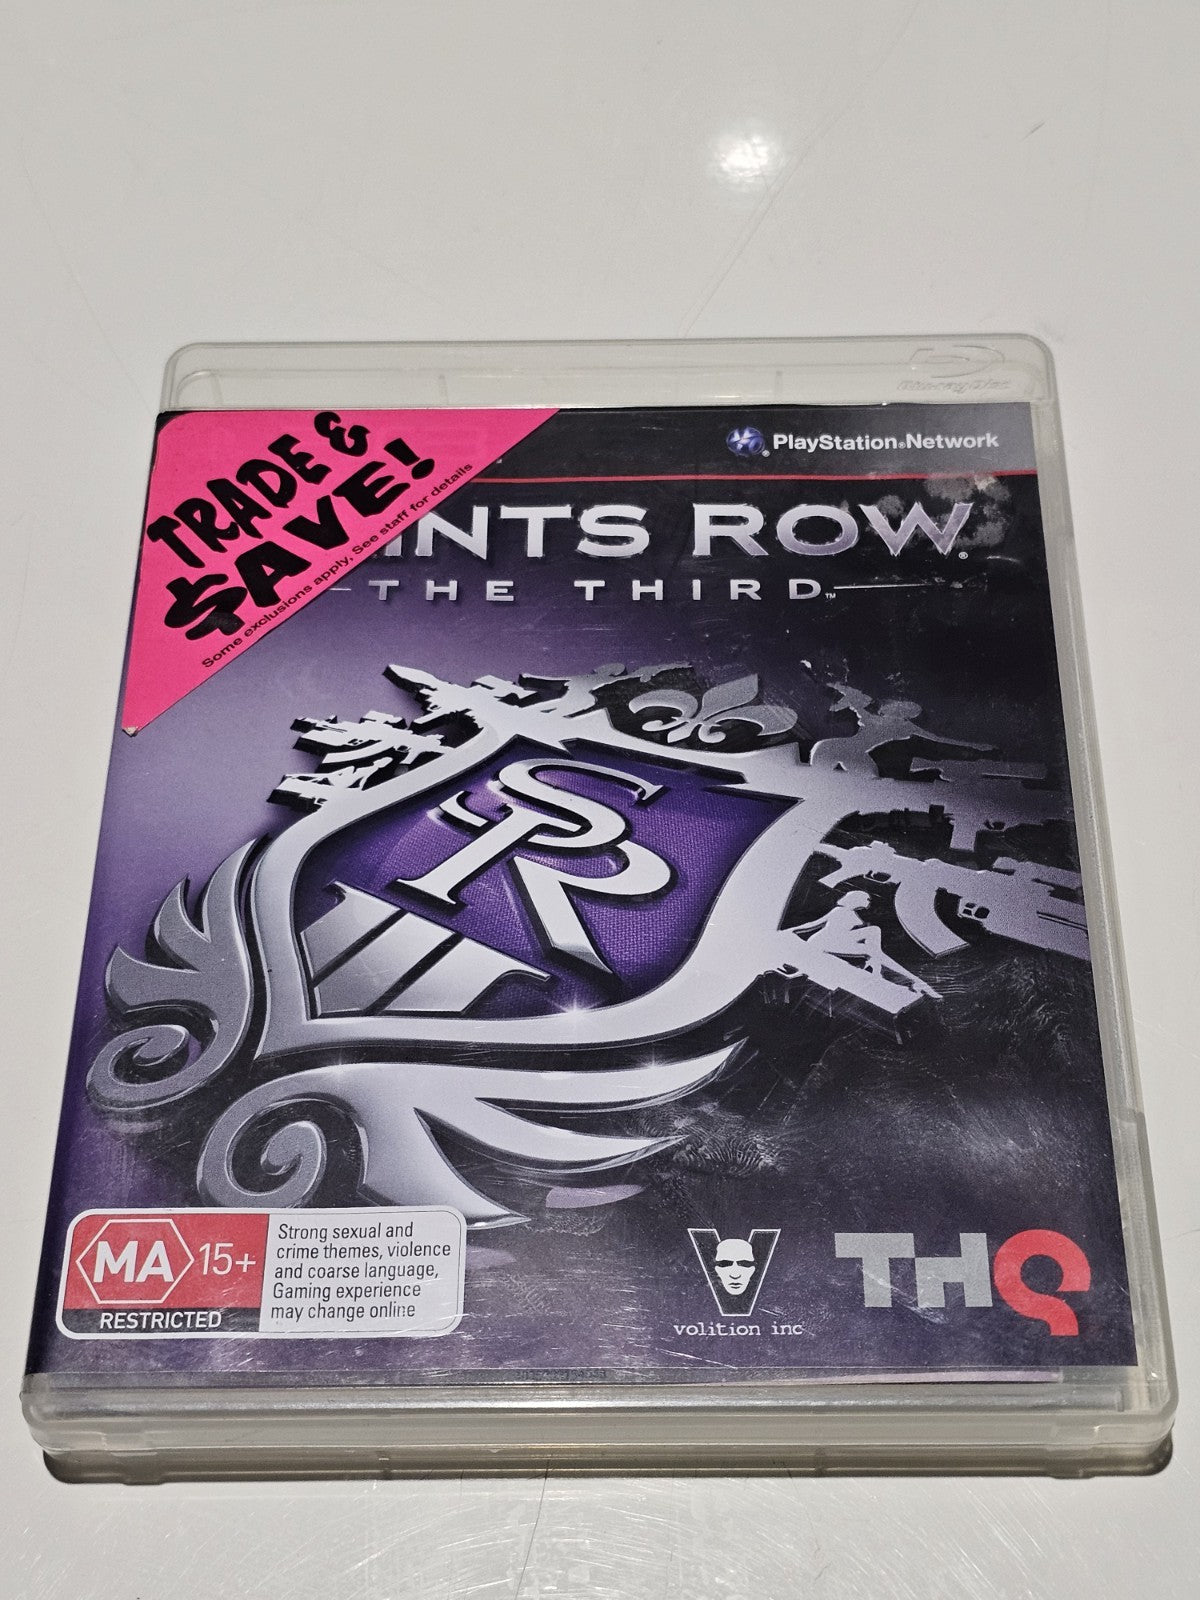 Blu-ray Disc
PlayStation®Network
TRADE &
$AVE!
Some exclusions apply. See staff for details
INTS ROW®
THE THIRD™
SR
MA 15+
RESTRICTED
Strong sexual and
crime themes, violence
and coarse language,
Gaming experience
may change online
V
volition inc
THQ